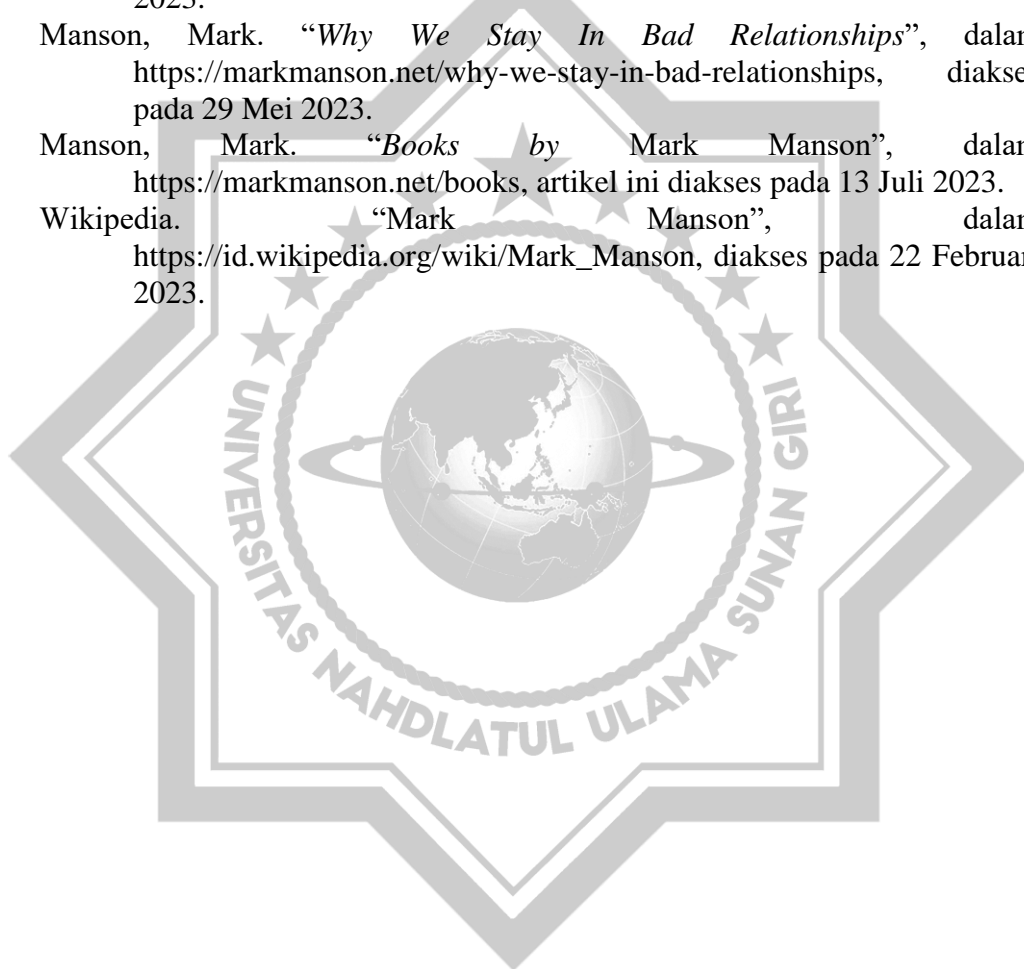 2023.
Manson, Mark. “Why We Stay In Bad Relationships”, dalam
https://markmanson.net/why-we-stay-in-bad-relationships, diakses
pada 29 Mei 2023.
Manson, Mark. “Books by Mark Manson”, dalam
https://markmanson.net/books, artikel ini diakses pada 13 Juli 2023.
Wikipedia. “Mark Manson”, dalam
https://id.wikipedia.org/wiki/Mark_Manson, diakses pada 22 Februari
2023.
UNIVERSITAS NAHDLATUL ULAMA SUNAN GIRI